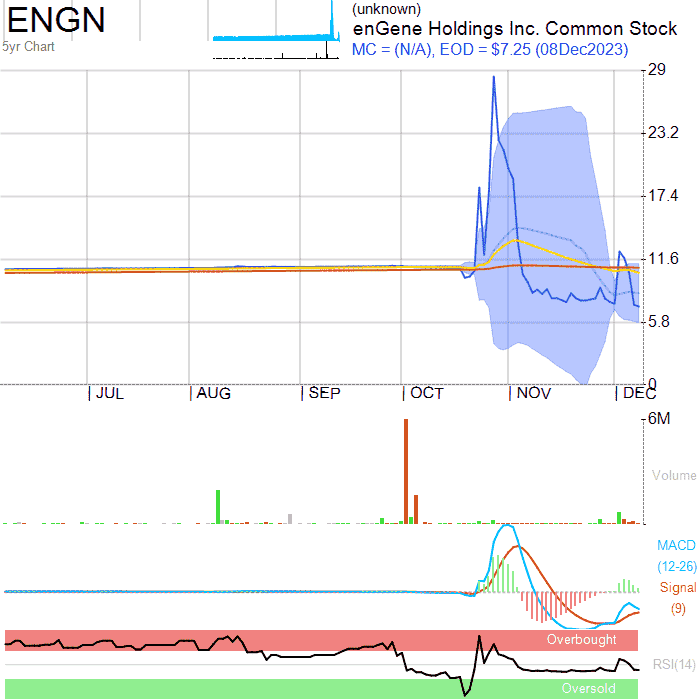 ENGN
5yr Chart
(unknown)
enGene Holdings Inc. Common Stock
MC = (N/A), EOD = $7.25 (08Dec2023)
29
23.2
17.4
11.6
5.8
0
JUL AUG SEP OCT NOV DEC
6M
Volume
MACD
(12-26)
Signal
(9)
Overbought
RSI(14)
Oversold